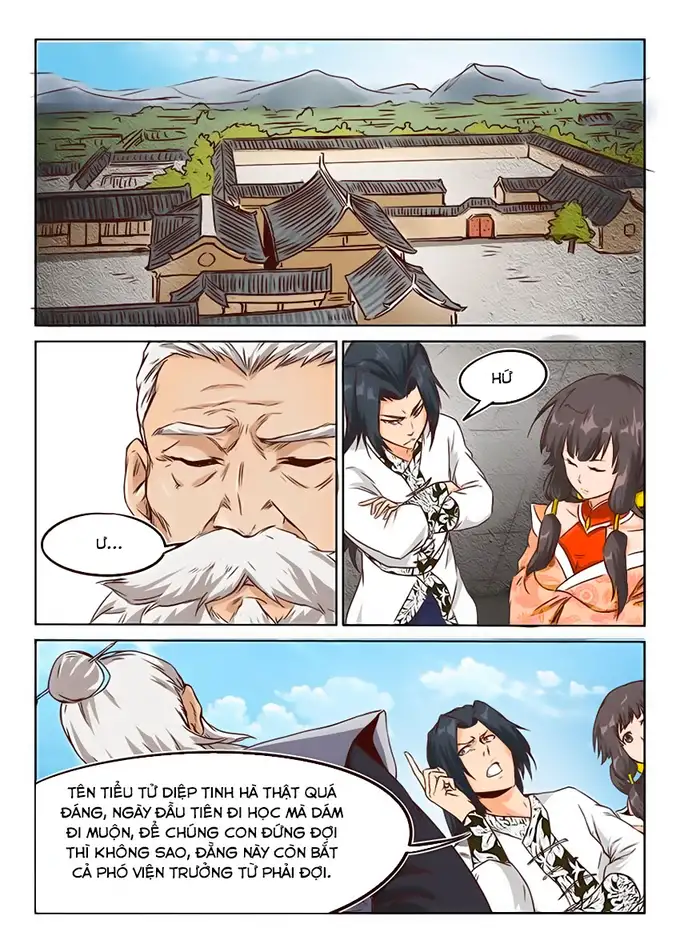 Ư...
HỨ
TÊN TIỂU TỬ DIỆP TINH HÀ THẬT QUÁ
ĐÁNG, NGÀY ĐẦU TIÊN ĐI HỌC MÀ DÁM
ĐI MUỘN, ĐỂ CHÚNG CON ĐỨNG ĐỢI
THÌ KHÔNG SAO, ĐẰNG NÀY CÒN BẮT
CẢ PHÓ VIỆN TRƯỞNG TỪ PHẢI ĐỢI.